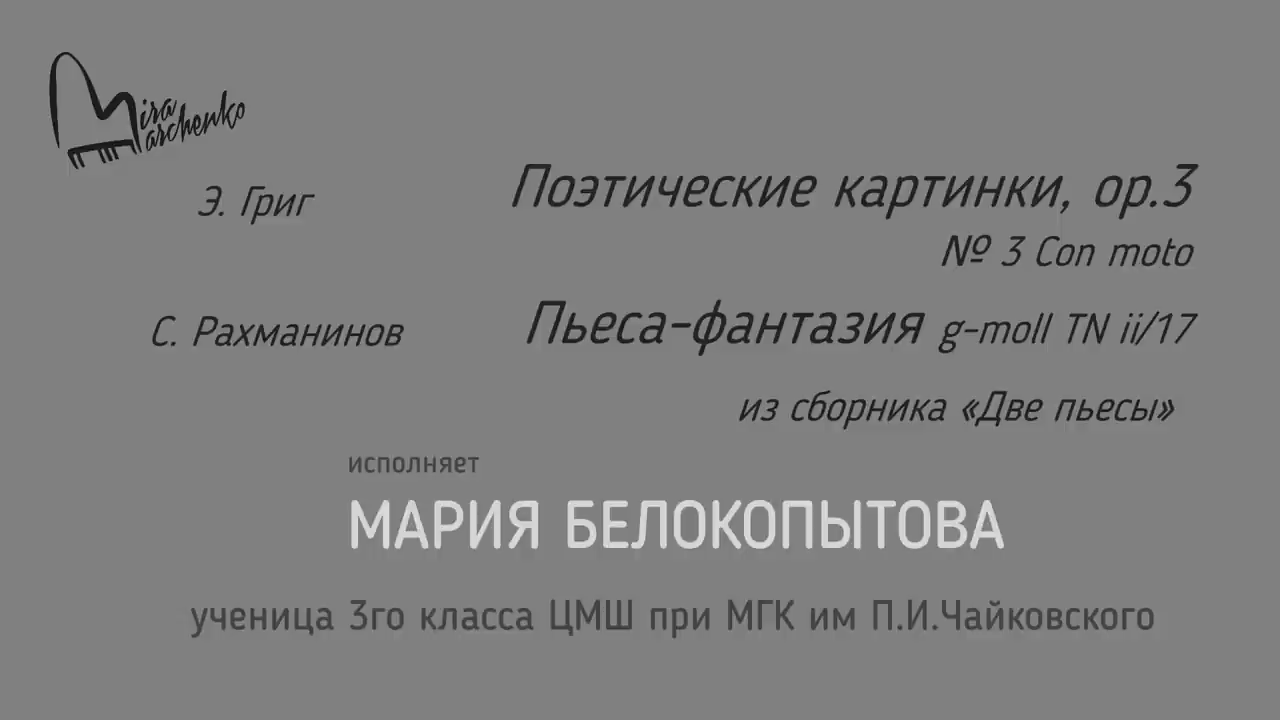 Mira
Marchenko
Э. Григ
Поэтические картинки, op.3
№ 3 Con moto
С. Рахманинов
Пьеса-фантазия g-moll TN ii/17
из сборника «Две пьесы»
исполняет
МАРИЯ БЕЛОКОПЫТОВА
ученица 3го класса ЦМШ при МГК им П.И.Чайковского